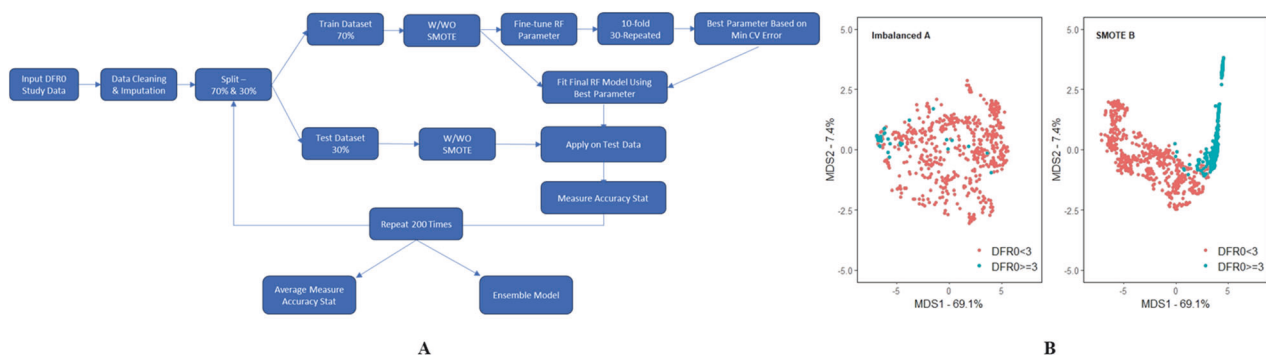 Input DFR0
Study Data
Data Cleaning
& Imputation
Split –
70% & 30%
Train Dataset
70%
W/WO
SMOTE
Fine-tune RF
Parameter
10-fold
30-Repeated
Best Parameter Based on
Min CV Error
Fit Final RF Model Using
Best Parameter
Test Dataset
30%
W/WO
SMOTE
Apply on Test Data
Measure Accuracy Stat
Repeat 200 Times
Average Measure
Accuracy Stat
Ensemble Model
A
Imbalanced A
5.0
2.5
0.0
-2.5
-5.0
MDS2 - 7.4%
DFR0<3
DFR0>=3
-5
0
5
MDS1 - 69.1%
SMOTE B
5.0
2.5
0.0
-2.5
-5.0
MDS2 - 7.4%
DFR0<3
DFR0>=3
-5
0
5
MDS1 - 69.1%
B